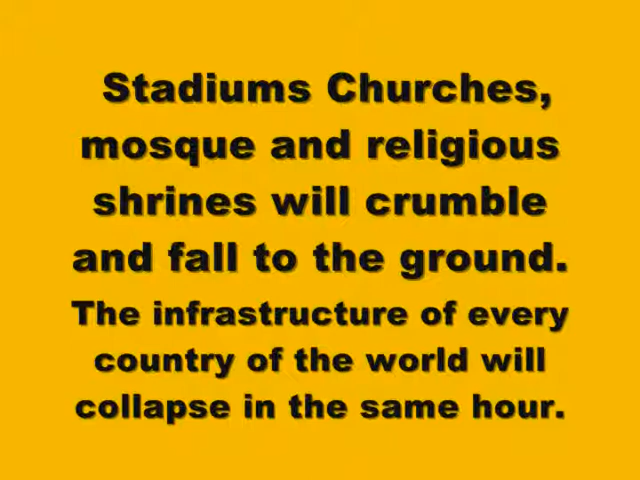 Stadiums Churches,
mosque and religious
shrines will crumble
and fall to the ground.
The infrastructure of every
country of the world will
collapse in the same hour.